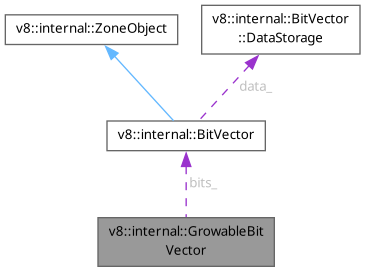 v8::internal::ZoneObject
v8::internal::BitVector
::DataStorage
data_
v8::internal::BitVector
bits_
v8::internal::GrowableBit
Vector